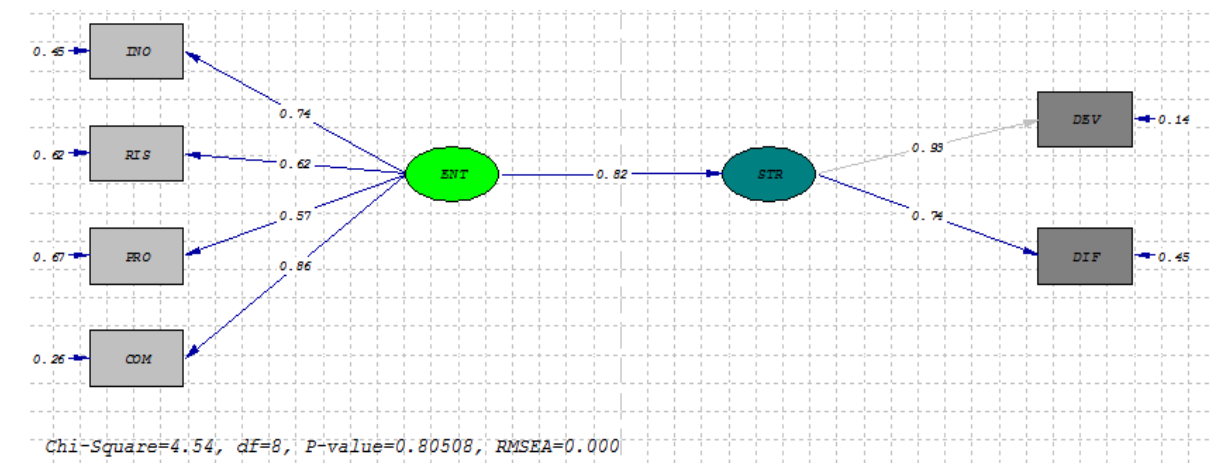 0.45 INO
0.74
0.62 RIS
0.62
0.57
0.67 PRO
0.86
0.26 COM
ENT
0.82
STR
0.93
DEV 0.14
0.74
DIF 0.45
Chi-Square=4.54, df=8, P-value=0.80508, RMSEA=0.000